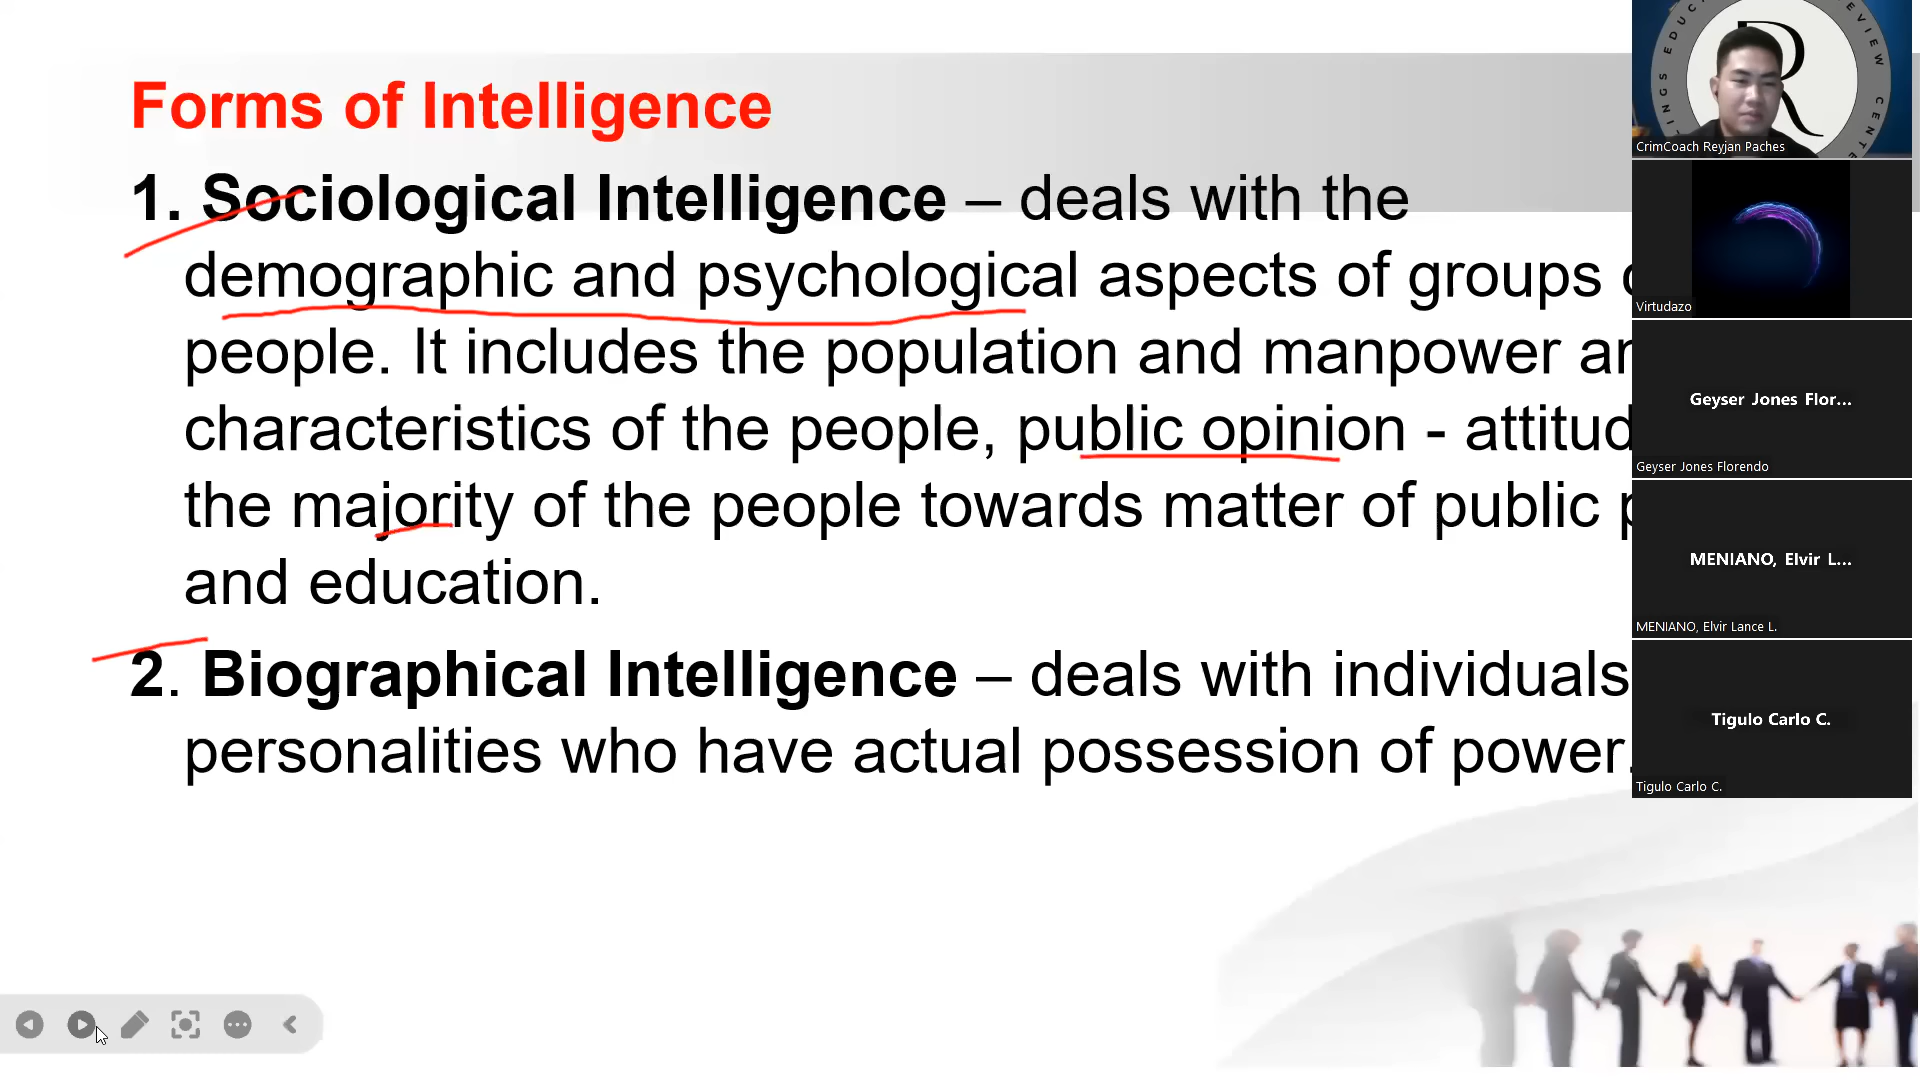 Forms of Intelligence
1. Sociological Intelligence – deals with the
demographic and psychological aspects of groups
people. It includes the population and manpower
characteristics of the people, public opinion -
the majority of the people towards matter of public
and education.
2. Biographical Intelligence – deals with individuals
personalities who have actual possession of power.
REVIEW CENTE
CrimCoach Reyjan Paches
Virtudazo
Geyser Jones Flor...
Geyser Jones Florendo
MENIANO, Elvir L...
MENIANO, Elvir Lance L.
Tigulo Carlo C.
Tigulo Carlo C.